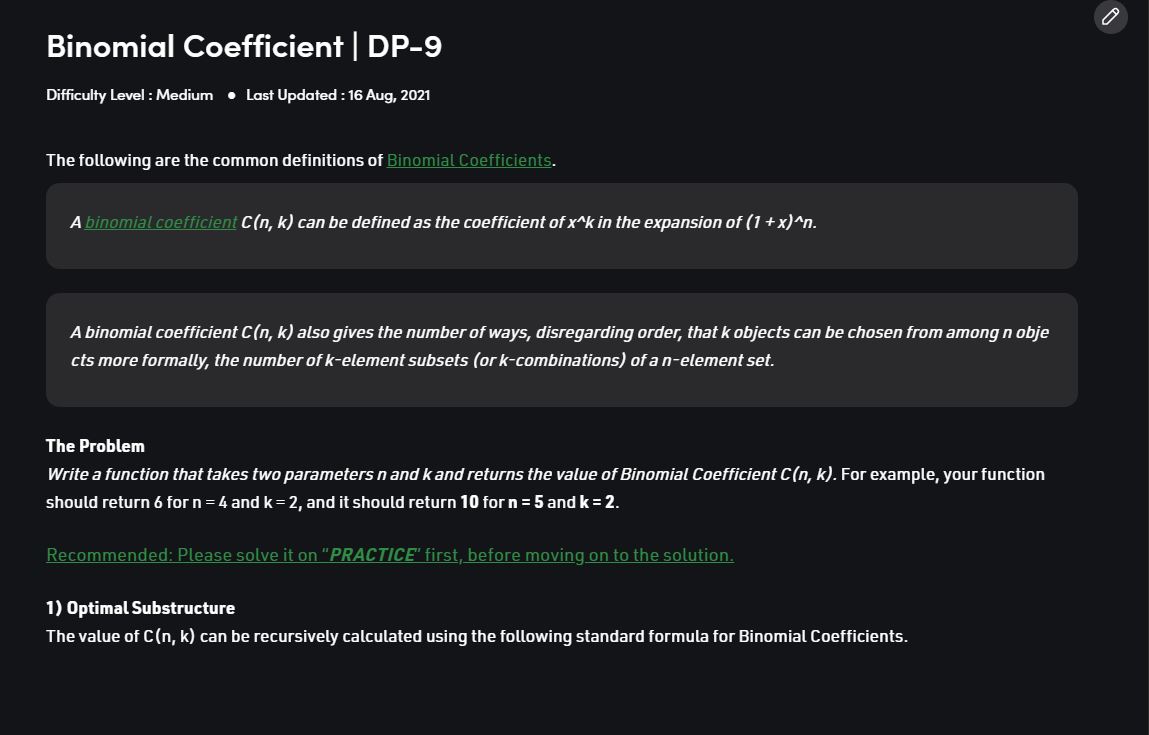 Binomial Coefficient | DP-9
Difficulty Level : Medium ● Last Updated : 16 Aug, 2021
The following are the common definitions of Binomial Coefficients.
A binomial coefficient C(n, k) can be defined as the coefficient of x^k in the expansion of (1 + x)^n.
A binomial coefficient C(n, k) also gives the number of ways, disregarding order, that k objects can be chosen from among n obje
cts more formally, the number of k-element subsets (or k-combinations) of a n-element set.
The Problem
Write a function that takes two parameters n and k and returns the value of Binomial Coefficient C(n, k). For example, your function
should return 6 for n = 4 and k = 2, and it should return 10 for n = 5 and k = 2.
Recommended: Please solve it on “PRACTICE” first, before moving on to the solution.
1) Optimal Substructure
The value of C(n, k) can be recursively calculated using the following standard formula for Binomial Coefficients.